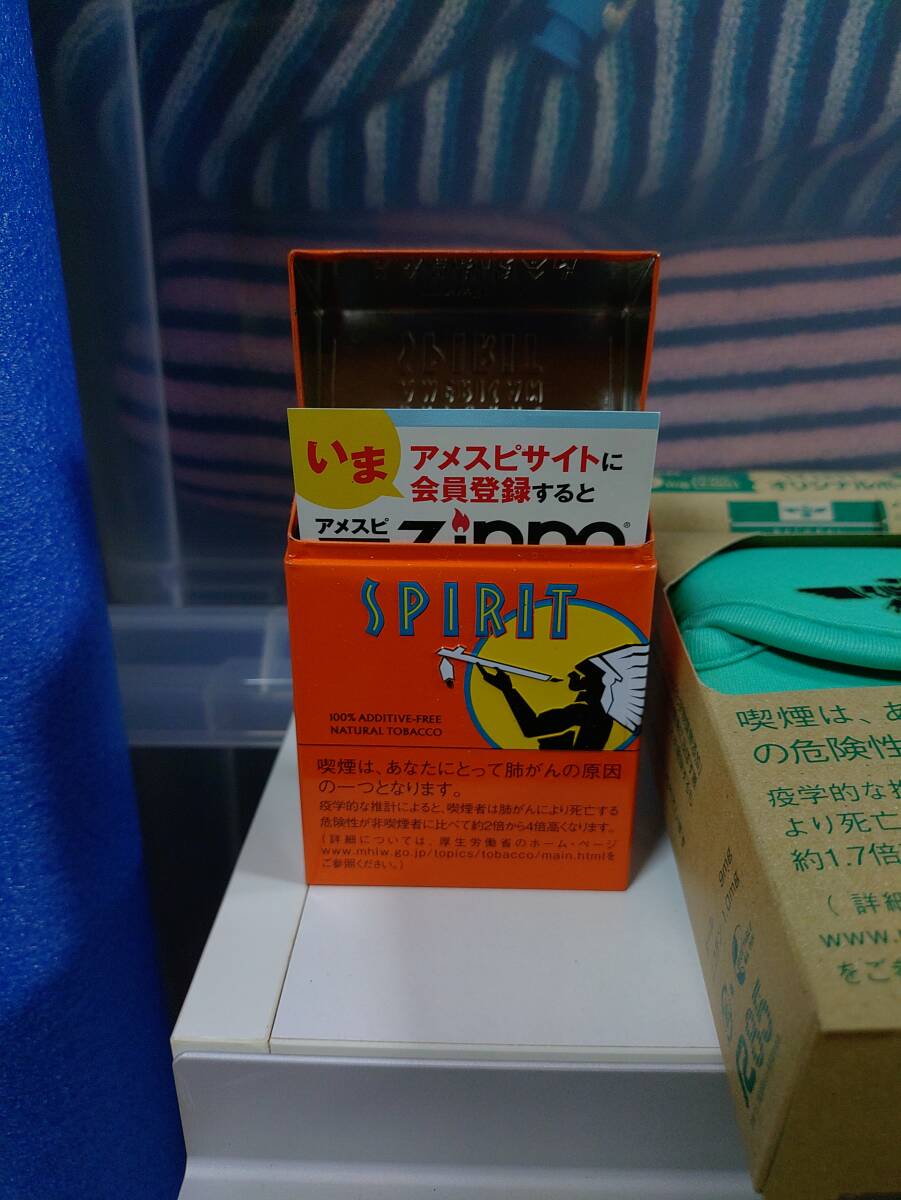 いま
アメスピサイトに
会員登録すると
アメスピ
Zippo
SPIRIT
100% ADDITIVE-FREE
NATURAL TOBACCO
喫煙は、あなたにとって肺がんの原因
の一つとなります。
疫学的な推計によると、喫煙者は肺がんにより死亡する
危険性が非喫煙者に比べて約2倍から4倍高くなります。
(詳細については、厚生労働省のホーム・ページ
www.mhlw.go.jp/topics/tobacco/main.htmlを
ご参照ください。)
オリジナル
喫煙は、あ
の危険性
疫学的な推
より死亡
約1.7倍
(詳細
www.
をご参
9mg
1.0mg